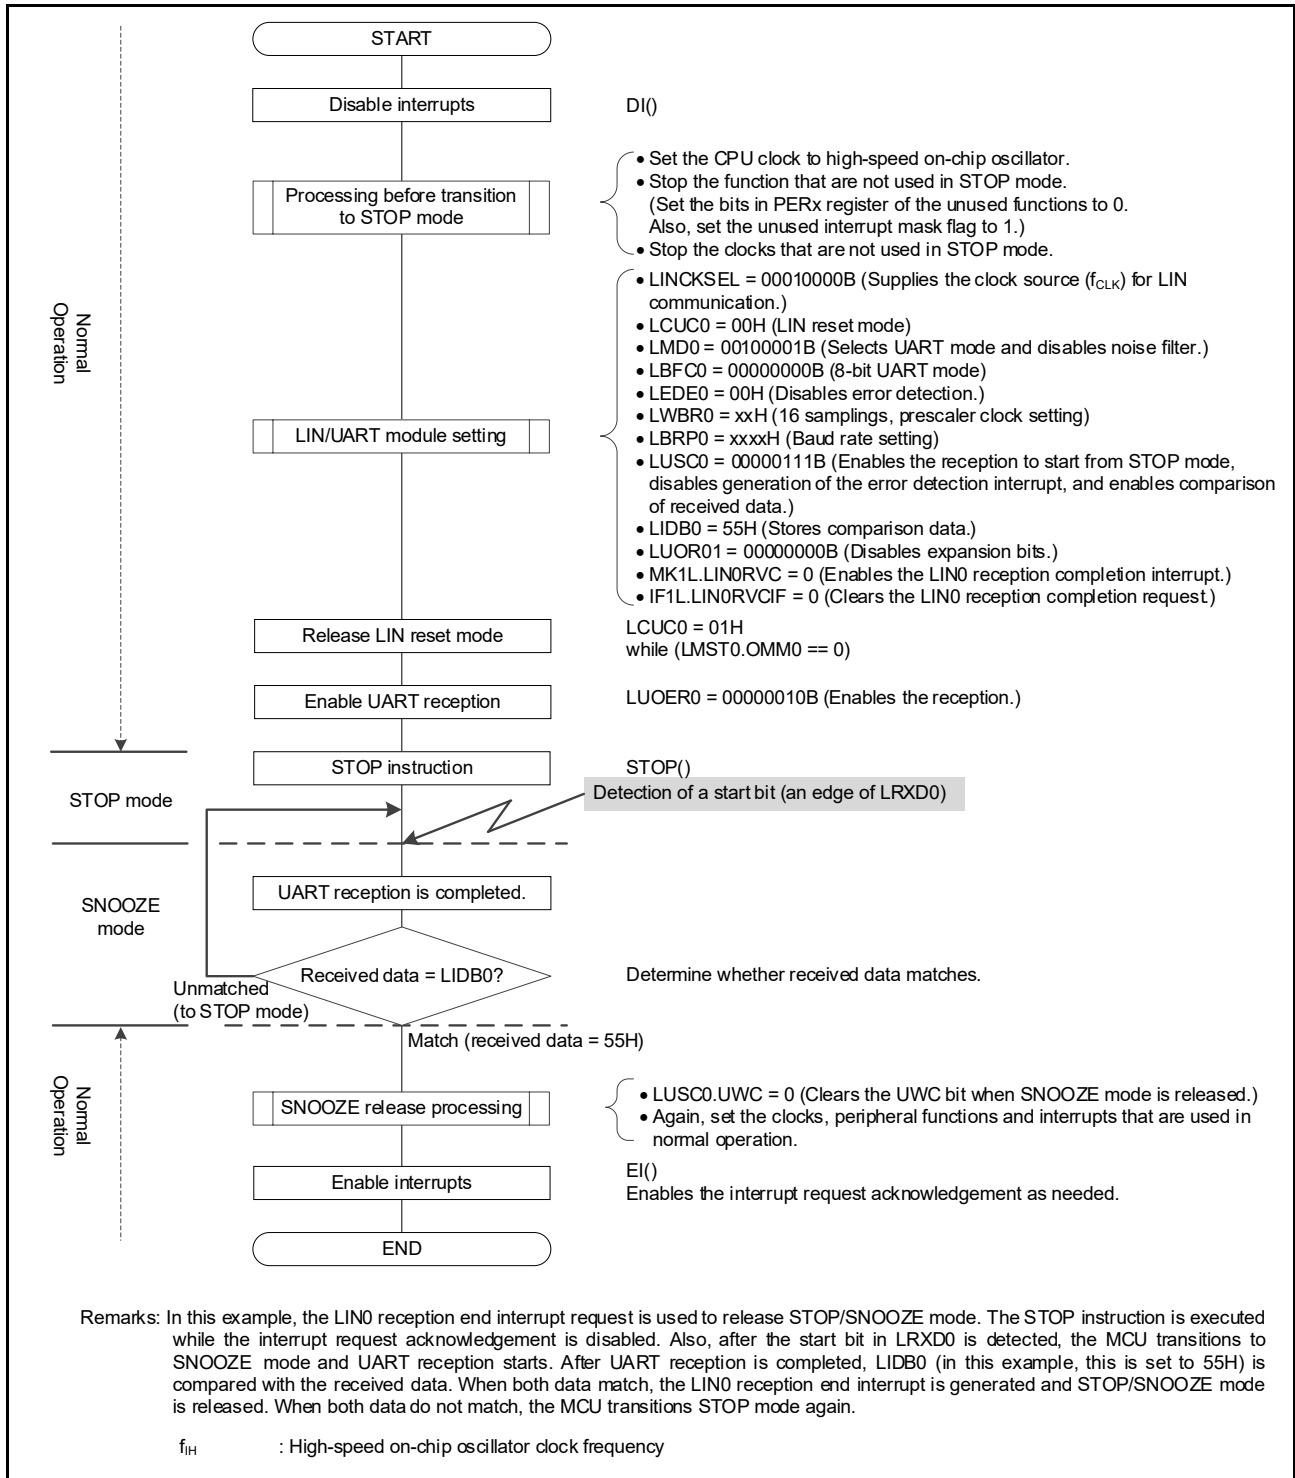 START
Disable interrupts
DI()
Processing before transition
to STOP mode
• Set the CPU clock to high-speed on-chip oscillator.
• Stop the function that are not used in STOP mode.
(Set the bits in PERx register of the unused functions to 0.
Also, set the unused interrupt mask flag to 1.)
• Stop the clocks that are not used in STOP mode.
Normal
Operation
LIN/UART module setting
• LINCKSEL = 00010000B (Supplies the clock source (fCLK) for LIN
communication.)
• LCUC0 = 00H (LIN reset mode)
• LMD0 = 00100001B (Selects UART mode and disables noise filter.)
• LBFC0 = 00000000B (8-bit UART mode)
• LEDE0 = 00H (Disables error detection.)
• LWBR0 = xxH (16 samplings, prescaler clock setting)
• LBRP0 = xxxxH (Baud rate setting)
• LUSC0 = 00000111B (Enables the reception to start from STOP mode,
disables generation of the error detection interrupt, and enables comparison
of received data.)
• LIDB0 = 55H (Stores comparison data.)
• LUOR01 = 00000000B (Disables expansion bits.)
• MK1L.LIN0RVC = 0 (Enables the LIN0 reception completion interrupt.)
• IF1L.LIN0RVCIF = 0 (Clears the LIN0 reception completion request.)
Release LIN reset mode
LCUC0 = 01H
while (LMST0.OMM0 == 0)
Enable UART reception
LUOER0 = 00000010B (Enables the reception.)
STOP instruction
STOP()
Detection of a start bit (an edge of LRXD0)
STOP mode
UART reception is completed.
SNOOZE
mode
Received data = LIDB0?
Determine whether received data matches.
Unmatched
(to STOP mode)
Match (received data = 55H)
Normal
Operation
SNOOZE release processing
• LUSC0.UWC = 0 (Clears the UWC bit when SNOOZE mode is released.)
• Again, set the clocks, peripheral functions and interrupts that are used in
normal operation.
Enable interrupts
EI()
Enables the interrupt request acknowledgement as needed.
END
Remarks: In this example, the LIN0 reception end interrupt request is used to release STOP/SNOOZE mode. The STOP instruction is executed
while the interrupt request acknowledgement is disabled. Also, after the start bit in LRXD0 is detected, the MCU transitions to
SNOOZE mode and UART reception starts. After UART reception is completed, LIDB0 (in this example, this is set to 55H) is
compared with the received data. When both data match, the LIN0 reception end interrupt is generated and STOP/SNOOZE mode
is released. When both data do not match, the MCU transitions STOP mode again.
fIH : High-speed on-chip oscillator clock frequency